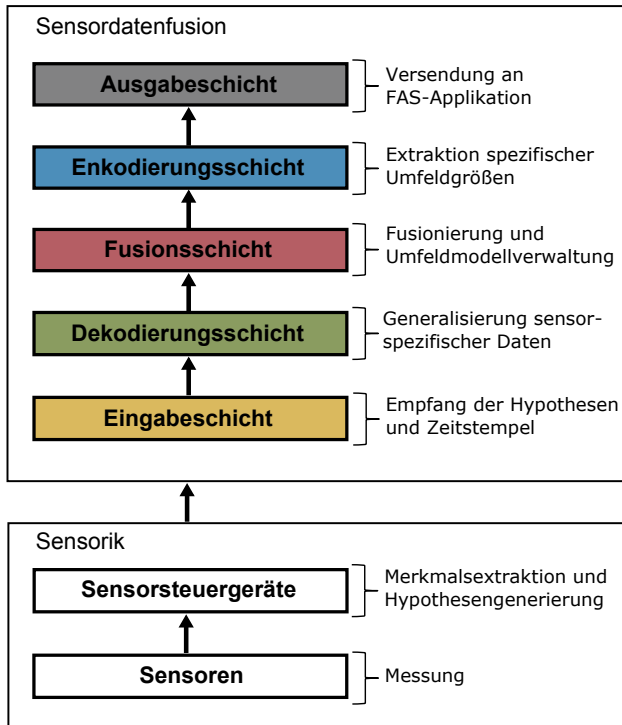 Sensordatenfusion
Ausgabeschicht
Versendung an
FAS-Applikation
Enkodierungsschicht
Extraktion spezifischer
Umfeldgrößen
Fusionsschicht
Fusionierung und
Umfeldmodellverwaltung
Dekodierungsschicht
Generalisierung sensor-
spezifischer Daten
Eingabeschicht
Empfang der Hypothesen
und Zeitstempel
Sensorik
Sensorsteuergeräte
Merkmalsextraktion und
Hypothesengenerierung
Sensoren
Messung